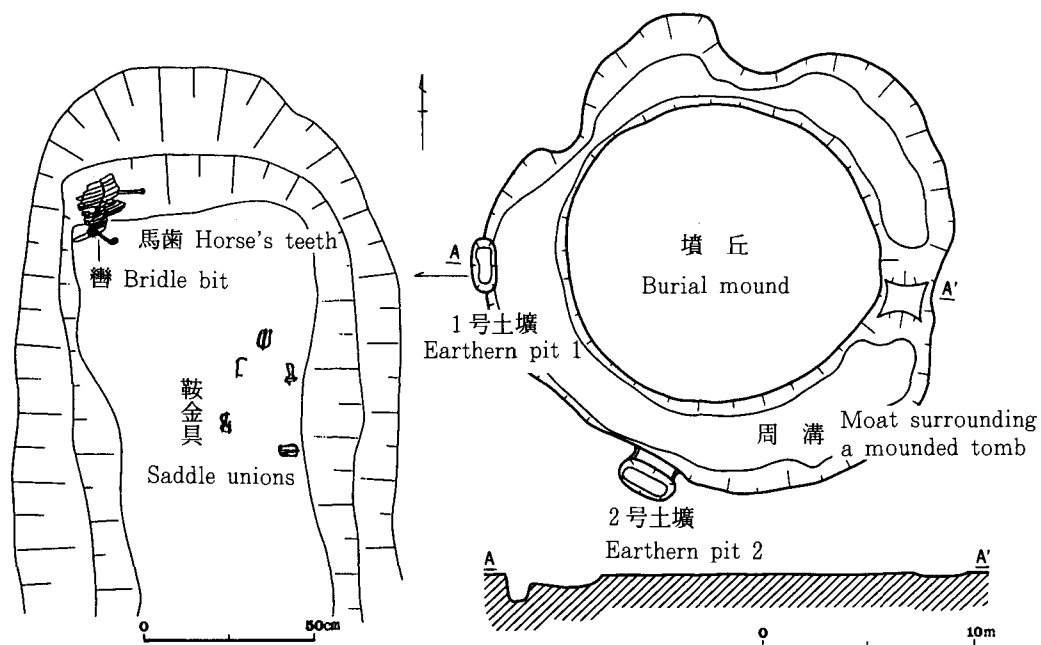 馬歯 Horse's teeth
轡 Bridle bit
鞍金具
Saddle unions
0 50cm
墳丘
Burial mound
A
A'
1号土壙
Earthern pit 1
周溝 Moat surrounding
a mounded tomb
2号土壙
Earthern pit 2
A A'
0 10m